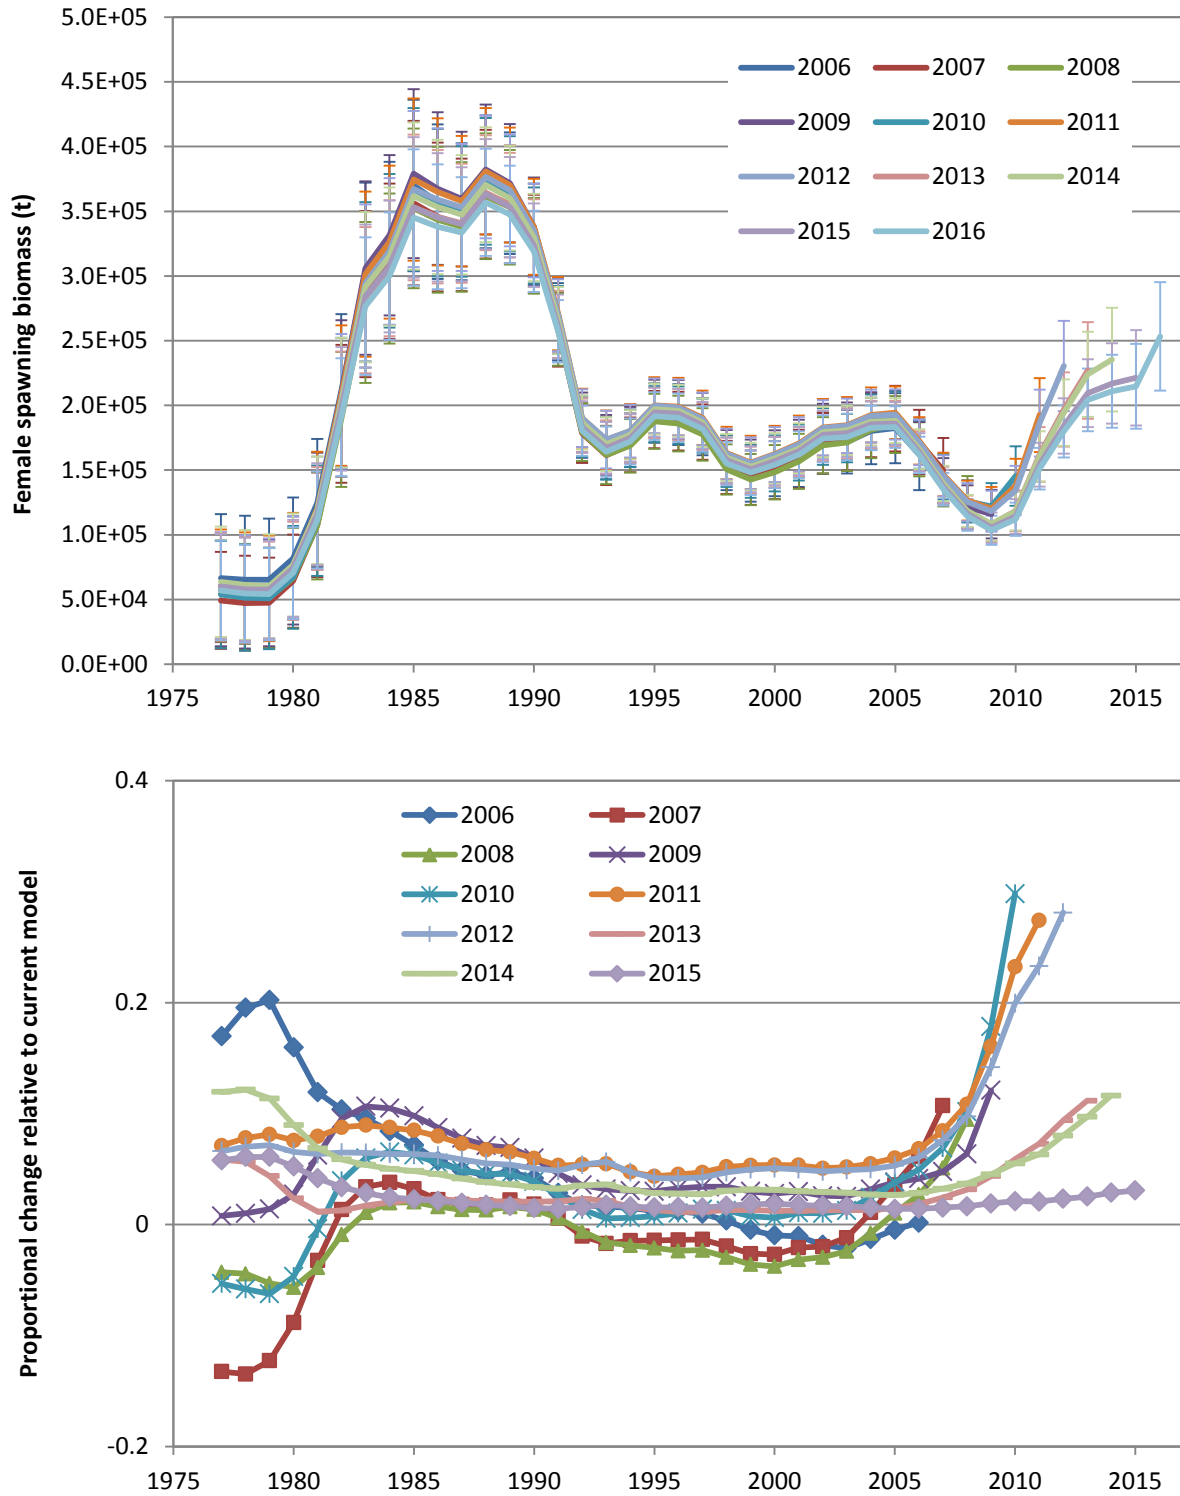 Female spawning biomass (t)
5.0E+05
4.5E+05
4.0E+05
3.5E+05
3.0E+05
2.5E+05
2.0E+05
1.5E+05
1.0E+05
5.0E+04
0.0E+00
2006 2007 2008
2009 2010 2011
2012 2013 2014
2015 2016
1975 1980 1985 1990 1995 2000 2005 2010 2015
Proportional change relative to current model
0.4
0.2
0
-0.2
2006 2007
2008 2009
2010 2011
2012 2013
2014 2015
1975 1980 1985 1990 1995 2000 2005 2010 2015